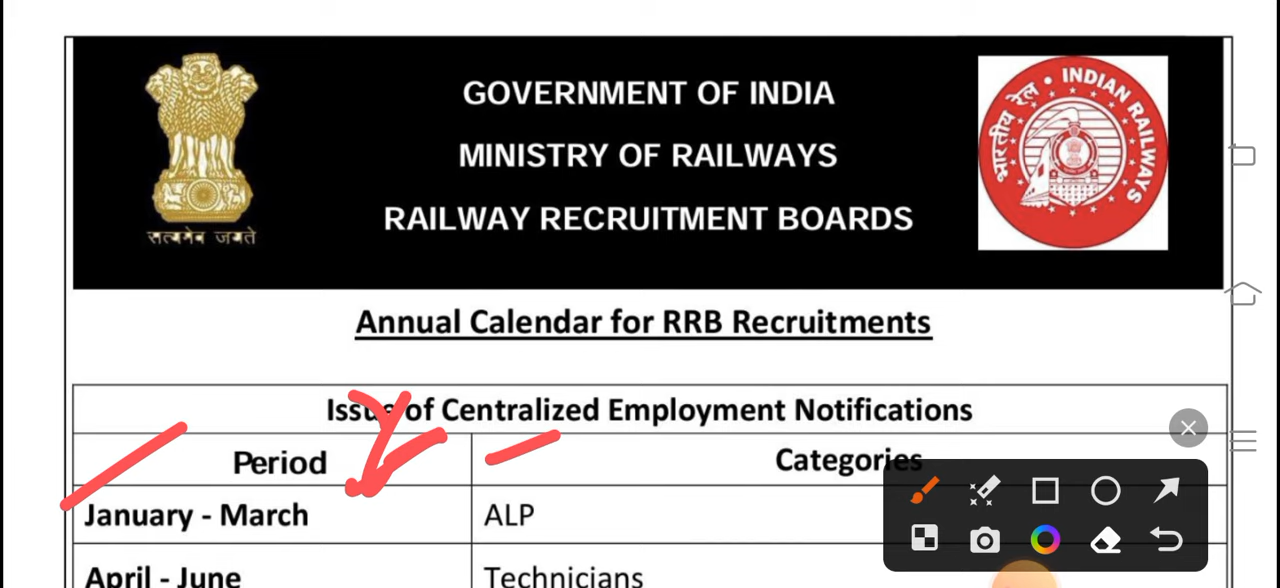 GOVERNMENT OF INDIA
MINISTRY OF RAILWAYS
RAILWAY RECRUITMENT BOARDS
सत्यमेव जयते
भारतीय रेल • INDIAN RAILWAYS
Annual Calendar for RRB Recruitments
Issue of Centralized Employment Notifications
Period Categories
January - March ALP
April - June Technicians